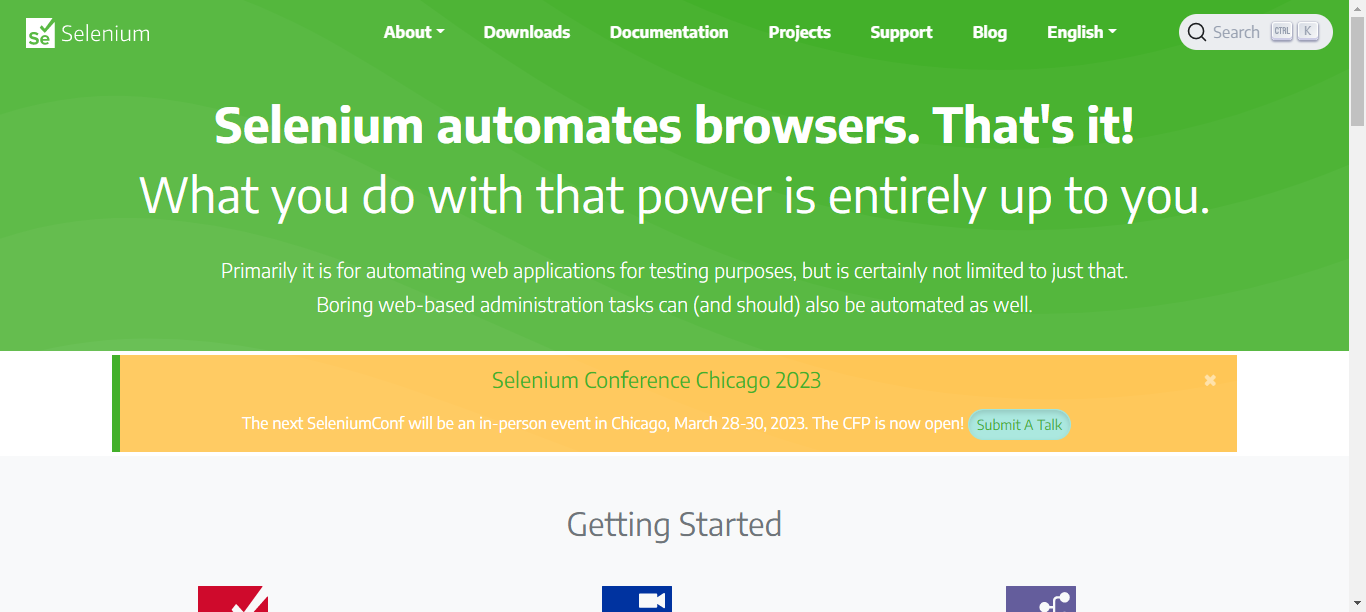 Se Selenium
About Downloads Documentation Projects Support Blog English
Search CTRL K
Selenium automates browsers. That's it!
What you do with that power is entirely up to you.
Primarily it is for automating web applications for testing purposes, but is certainly not limited to just that.
Boring web-based administration tasks can (and should) also be automated as well.
Selenium Conference Chicago 2023
The next SeleniumConf will be an in-person event in Chicago, March 28-30, 2023. The CFP is now open! Submit A Talk
Getting Started